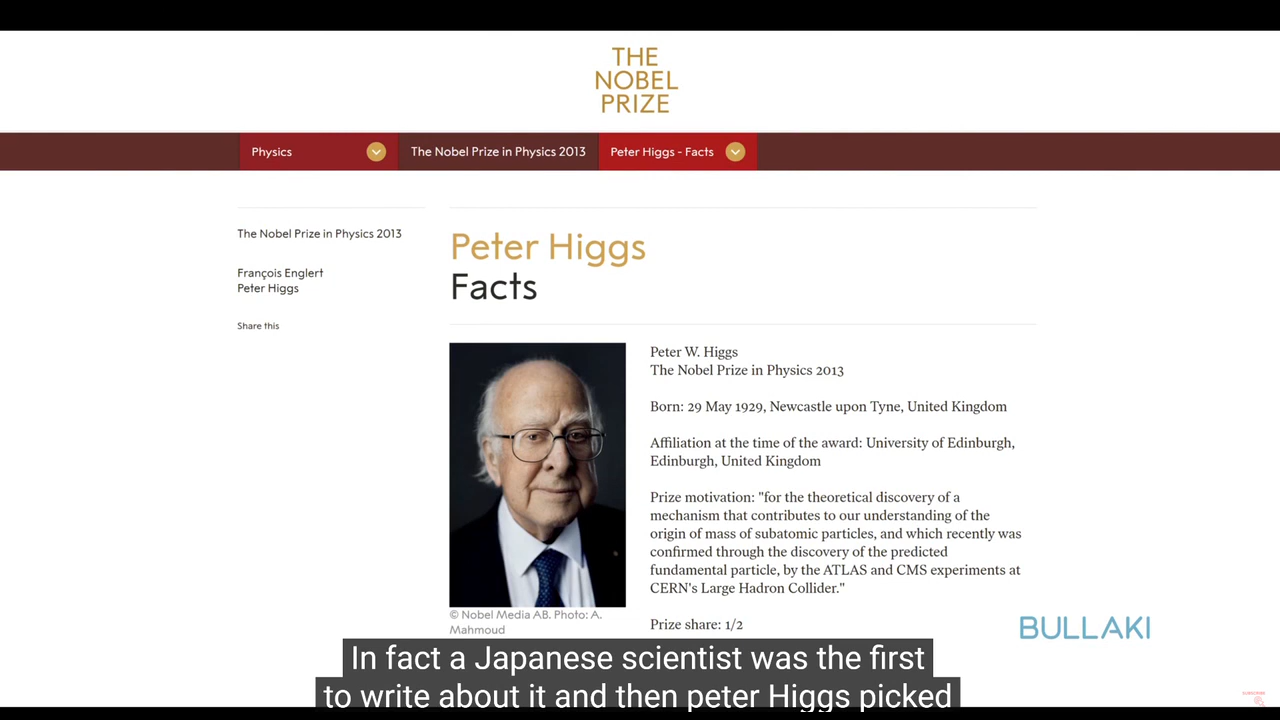 THE
NOBEL
PRIZE
Physics
The Nobel Prize in Physics 2013
Peter Higgs - Facts
The Nobel Prize in Physics 2013
François Englert
Peter Higgs
Share this
Peter Higgs
Facts
Peter W. Higgs
The Nobel Prize in Physics 2013
Born: 29 May 1929, Newcastle upon Tyne, United Kingdom
Affiliation at the time of the award: University of Edinburgh,
Edinburgh, United Kingdom
Prize motivation: "for the theoretical discovery of a
mechanism that contributes to our understanding of the
origin of mass of subatomic particles, and which recently was
confirmed through the discovery of the predicted
fundamental particle, by the ATLAS and CMS experiments at
CERN's Large Hadron Collider."
Prize share: 1/2
© Nobel Media AB. Photo: A.
Mahmoud
BULLAKI
In fact a Japanese scientist was the first
to write about it and then peter Higgs picked
SUBSCRIBE